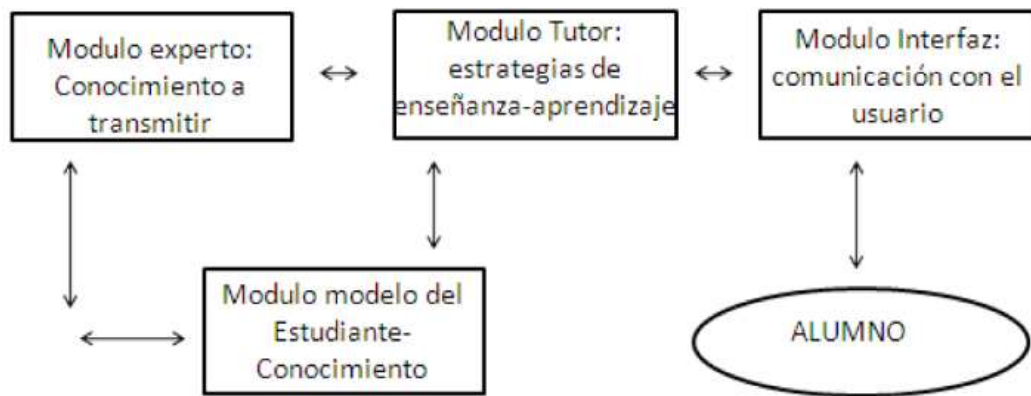 Modulo experto:
Conocimiento a
transmitir
Modulo Tutor:
estrategias de
enseñanza-aprendizaje
Modulo Interfaz:
comunicación con el
usuario
Modulo modelo del
Estudiante-
Conocimiento
ALUMNO